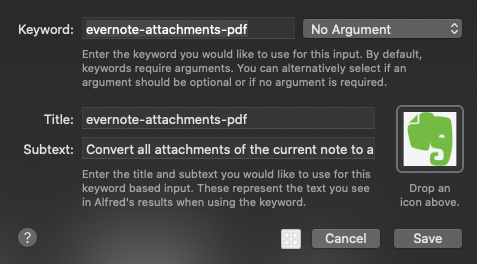 Keyword: evernote-attachments-pdf No Argument
Enter the keyword you would like to use for this input. By default,
keywords require arguments. You can alternatively select if an
argument should be optional or if no argument is required.
Title: evernote-attachments-pdf
Subtext: Convert all attachments of the current note to a
Enter the title and subtext you would like to use for this
keyword based input. These represent the text you see
in Alfred's results when using the keyword.
Drop an
icon above.
? Cancel Save